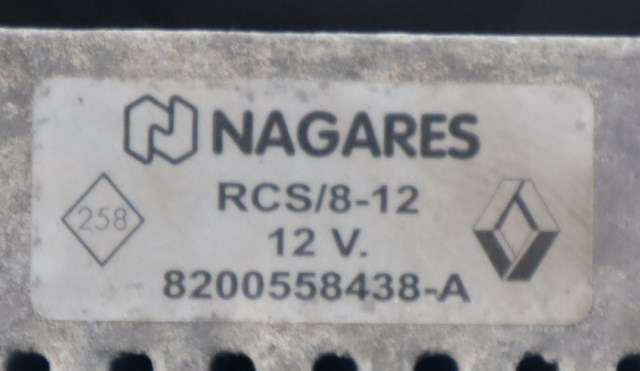 NAGARES
RCS/8-12
258
12 V.
8200558438-A